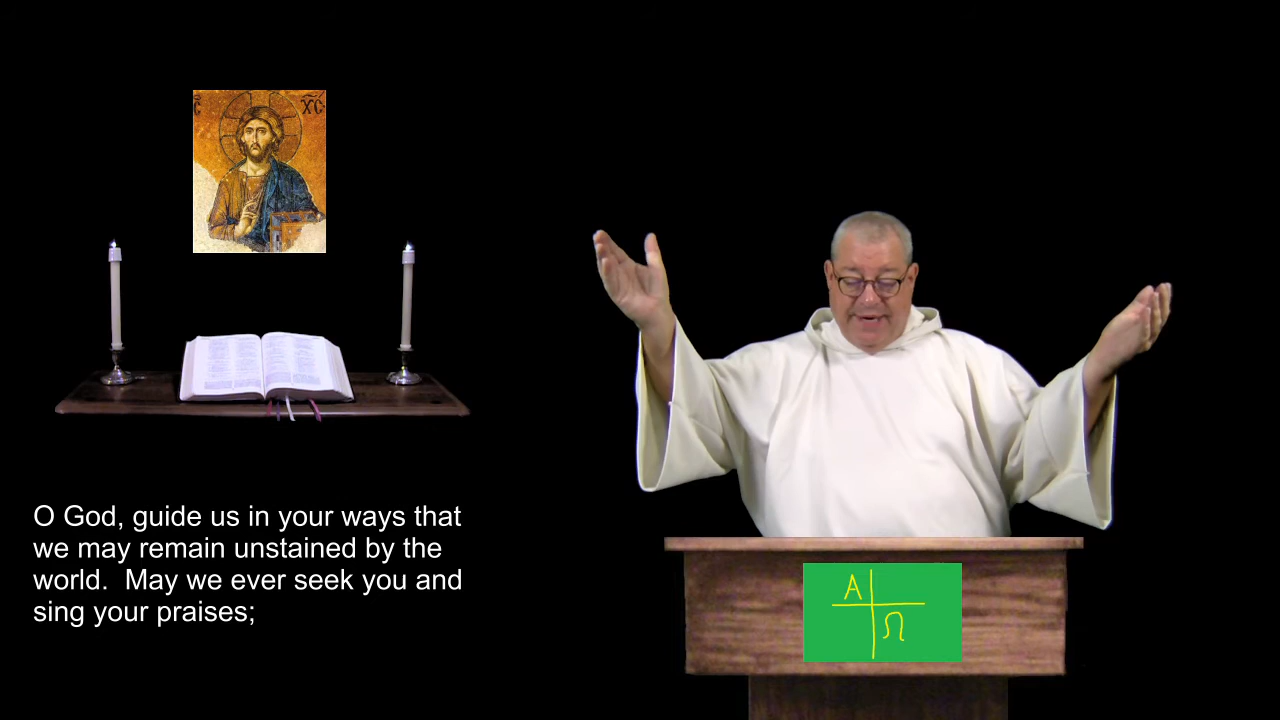 C XC
O God, guide us in your ways that
we may remain unstained by the
world.  May we ever seek you and
sing your praises;
A
Ω